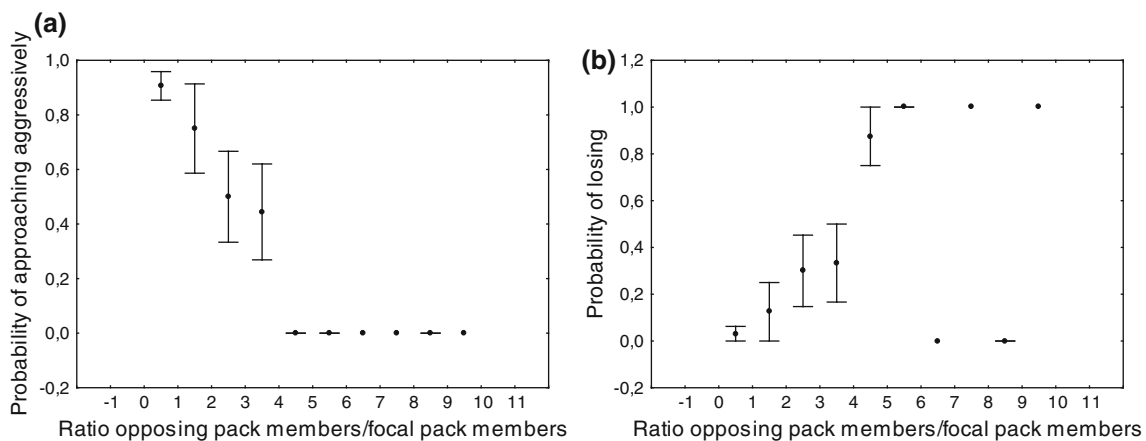 (a)
Probability of approaching aggressively
1,0
0,8
0,6
0,4
0,2
0,0
-0,2
-1 0 1 2 3 4 5 6 7 8 9 10 11
Ratio opposing pack members/focal pack members
(b)
Probability of losing
1,2
1,0
0,8
0,6
0,4
0,2
0,0
-0,2
-1 0 1 2 3 4 5 6 7 8 9 10 11
Ratio opposing pack members/focal pack members